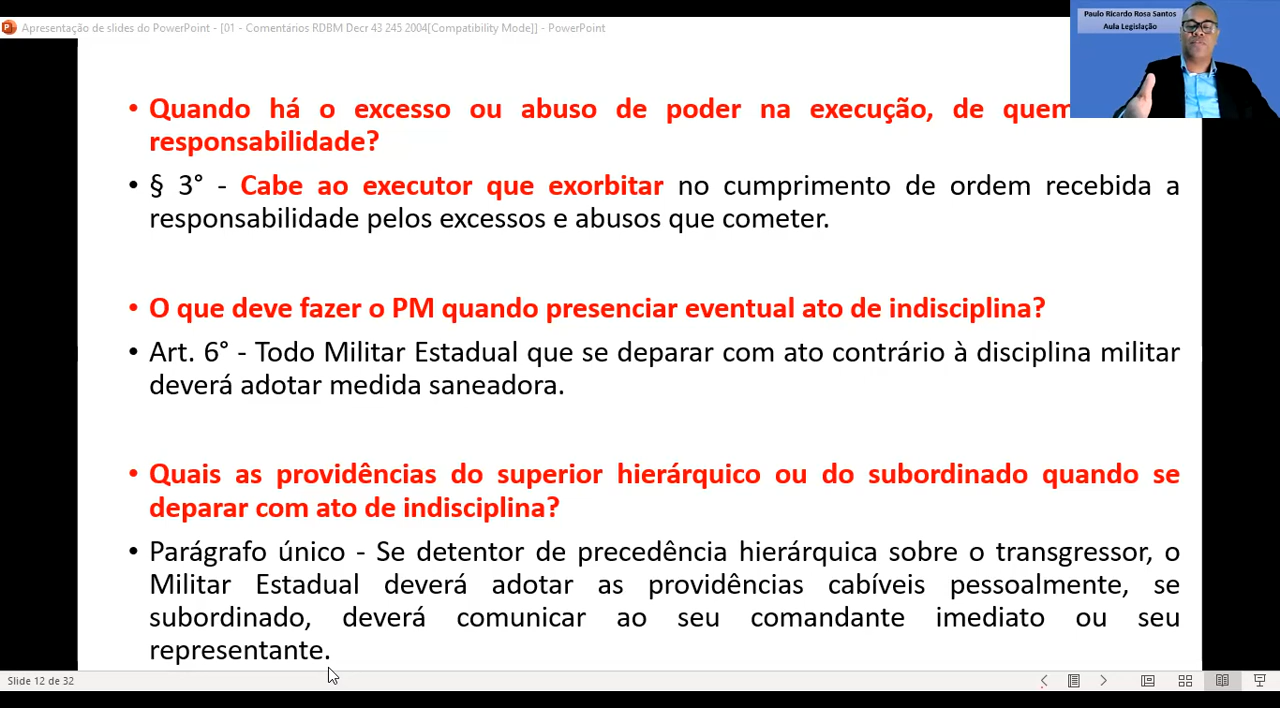 Apresentação de slides do PowerPoint - [01 - Comentários RDBM Decr 43 245 2004[Compatibility Mode]] - PowerPoint
Paulo Ricardo Rosa Santos
Aula Legislação
• Quando há o excesso ou abuso de poder na execução, de quem
responsabilidade?
• § 3° - Cabe ao executor que exorbitar no cumprimento de ordem recebida a
responsabilidade pelos excessos e abusos que cometer.
• O que deve fazer o PM quando presenciar eventual ato de indisciplina?
• Art. 6° - Todo Militar Estadual que se deparar com ato contrário à disciplina militar
deverá adotar medida saneadora.
• Quais as providências do superior hierárquico ou do subordinado quando se
deparar com ato de indisciplina?
• Parágrafo único - Se detentor de precedência hierárquica sobre o transgressor, o
Militar Estadual deverá adotar as providências cabíveis pessoalmente, se
subordinado, deverá comunicar ao seu comandante imediato ou seu
representante.
Slide 12 de 32